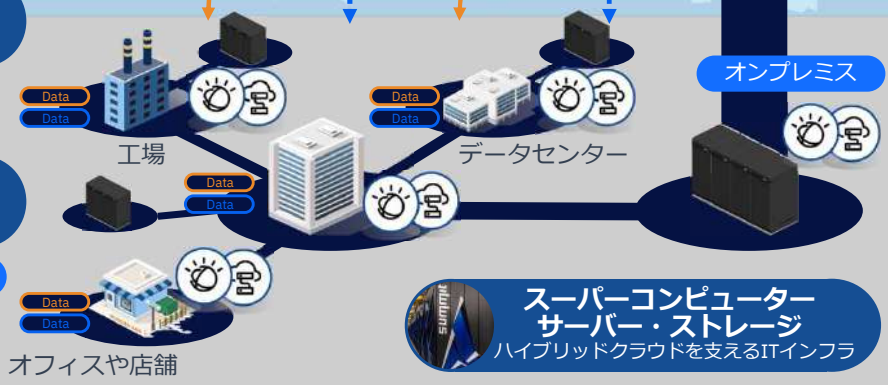 オンプレミス
Data
Data
Data
Data
工場
データセンター
Data
Data
Data
Data
summit
スーパーコンピューター
サーバー・ストレージ
ハイブリッドクラウドを支えるITインフラ
オフィスや店舗